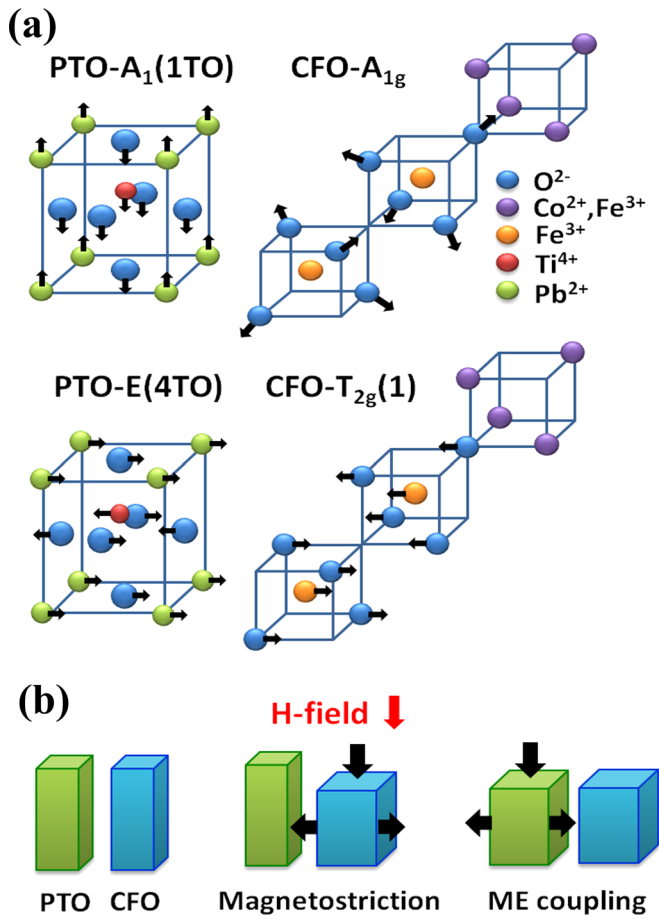 (a)
PTO-A₁(1TO)
CFO-A₁g
O²⁻
Co²⁺,Fe³⁺
Fe³⁺
Ti⁴⁺
Pb²⁺
PTO-E(4TO)
CFO-T₂g(1)
(b)
H-field
PTO
CFO
Magnetostriction
ME coupling